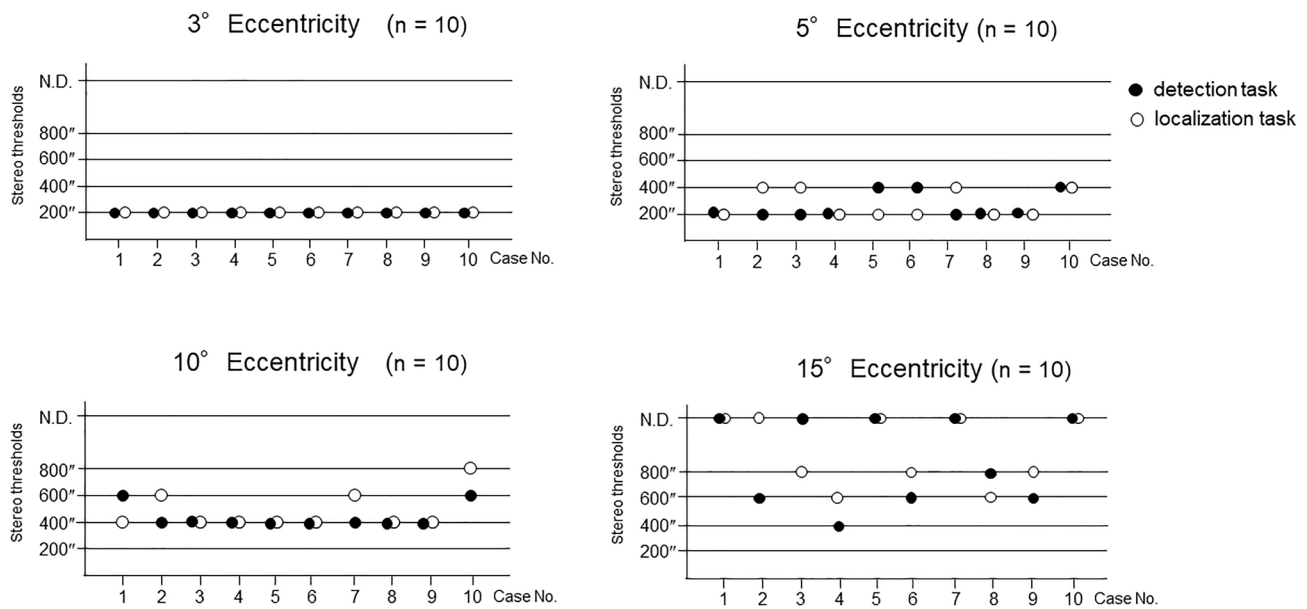 3° Eccentricity (n = 10)
Stereo thresholds
N.D.
800″
600″
400″
200″
1 2 3 4 5 6 7 8 9 10 Case No.
5° Eccentricity (n = 10)
Stereo thresholds
N.D.
800″
600″
400″
200″
1 2 3 4 5 6 7 8 9 10 Case No.
detection task
localization task
10° Eccentricity (n = 10)
Stereo thresholds
N.D.
800″
600″
400″
200″
1 2 3 4 5 6 7 8 9 10 Case No.
15° Eccentricity (n = 10)
Stereo thresholds
N.D.
800″
600″
400″
200″
1 2 3 4 5 6 7 8 9 10 Case No.